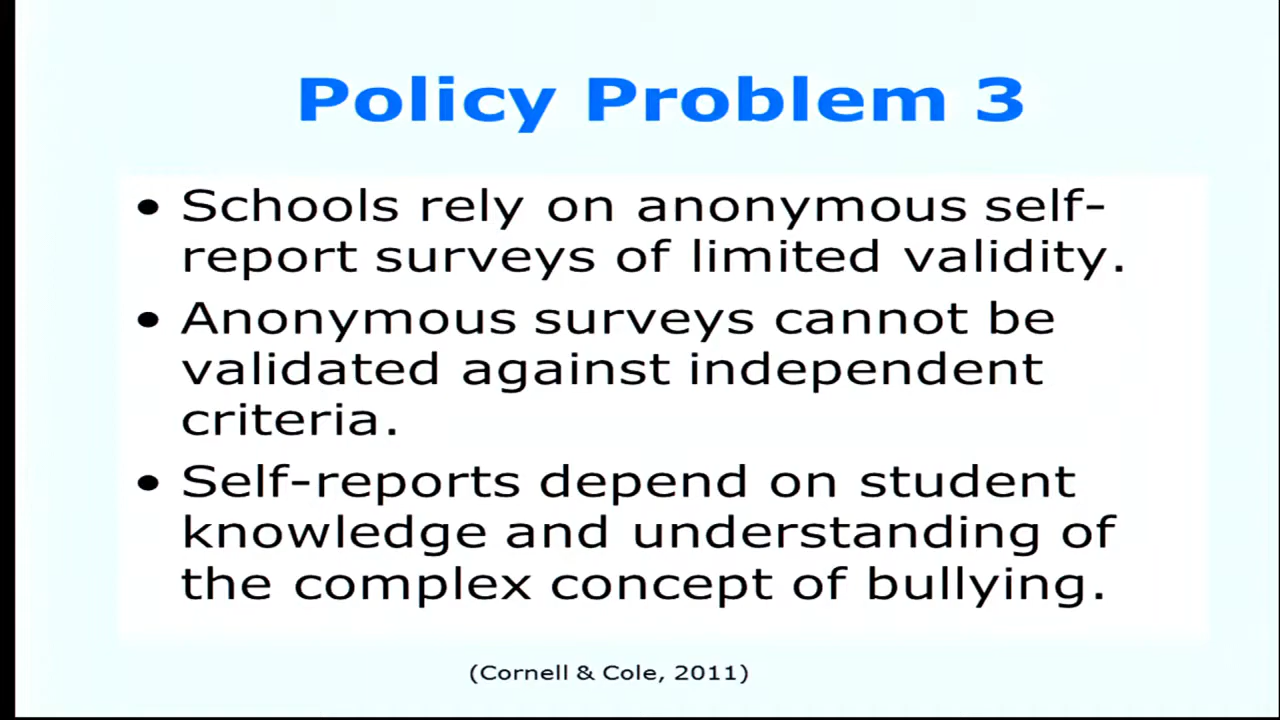 Policy Problem 3
• Schools rely on anonymous self-
report surveys of limited validity.
• Anonymous surveys cannot be
validated against independent
criteria.
• Self-reports depend on student
knowledge and understanding of
the complex concept of bullying.
(Cornell & Cole, 2011)